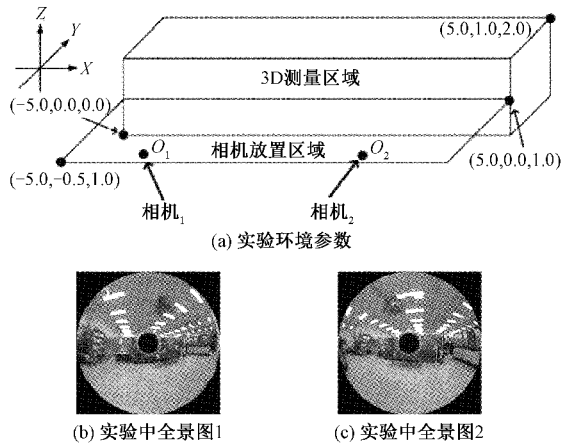 Z
Y
X
(5.0,1.0,2.0)
3D测量区域
(−5.0,0.0,0.0)
相机放置区域
O1
O2
(5.0,0.0,1.0)
(−5.0,−0.5,1.0)
相机1
相机2
(a) 实验环境参数
(b) 实验中全景图1
(c) 实验中全景图2